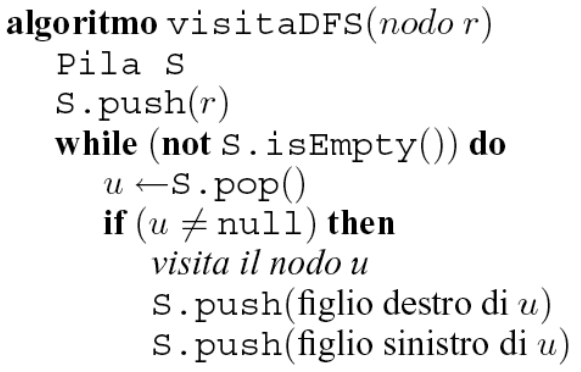 algoritmo visitaDFS(nodo r)
Pila S
S.push(r)
while (not S.isEmpty()) do
u ←S.pop()
if (u ≠ null) then
visita il nodo u
S.push(figlio destro di u)
S.push(figlio sinistro di u)